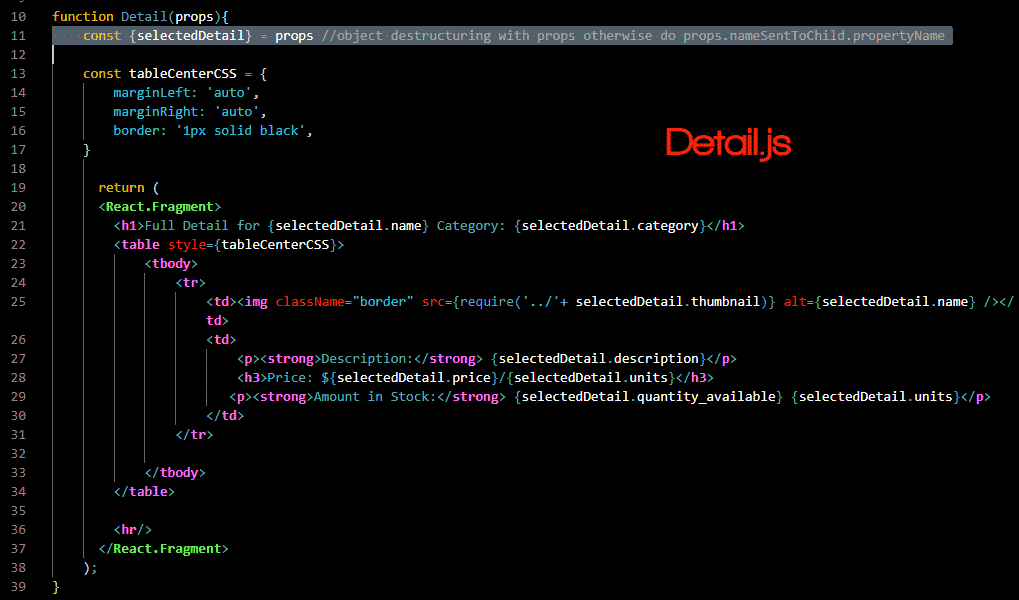 10 function Detail(props){
11 const {selectedDetail} = props //object destructuring with props otherwise do props.nameSentToChild.propertyName
12
13 const tableCenterCSS = {
14 marginLeft: 'auto',
15 marginRight: 'auto',
16 border: '1px solid black',
Detail.js
17 }
18
19 return (
20 <React.Fragment>
21 <h1>Full Detail for {selectedDetail.name} Category: {selectedDetail.category}</h1>
22 <table style={tableCenterCSS}>
23 <tbody>
24 <tr>
25 <td><img className="border" src={require('../'+ selectedDetail.thumbnail)} alt={selectedDetail.name} /></
td>
26 <td>
27 <p><strong>Description:</strong> {selectedDetail.description}</p>
28 <h3>Price: ${selectedDetail.price}/{selectedDetail.units}</h3>
29 <p><strong>Amount in Stock:</strong> {selectedDetail.quantity_available} {selectedDetail.units}</p>
30 </td>
31 </tr>
32
33 </tbody>
34 </table>
35
36 <hr/>
37 </React.Fragment>
38 );
39 }